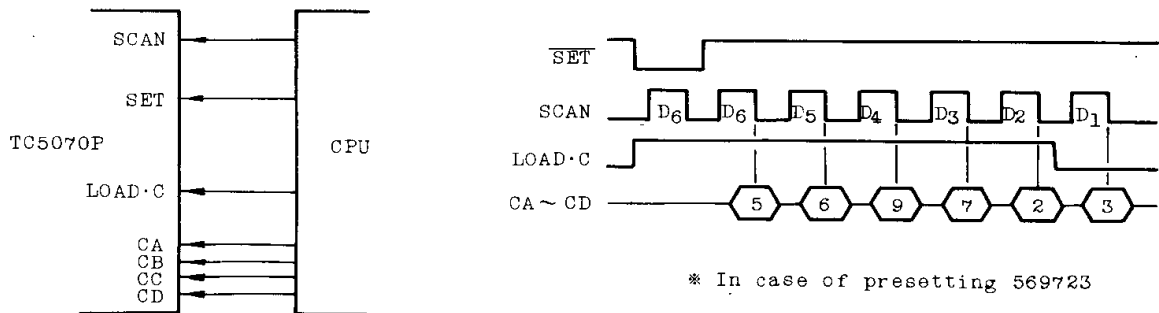 SCAN
SET
TC5070P
CPU
LOAD·C
CA
CB
CC
CD
S̅E̅T̅
SCAN D6 D6 D5 D4 D3 D2 D1
LOAD·C
CA ~ CD 5 6 9 7 2 3
※ In case of presetting 569723